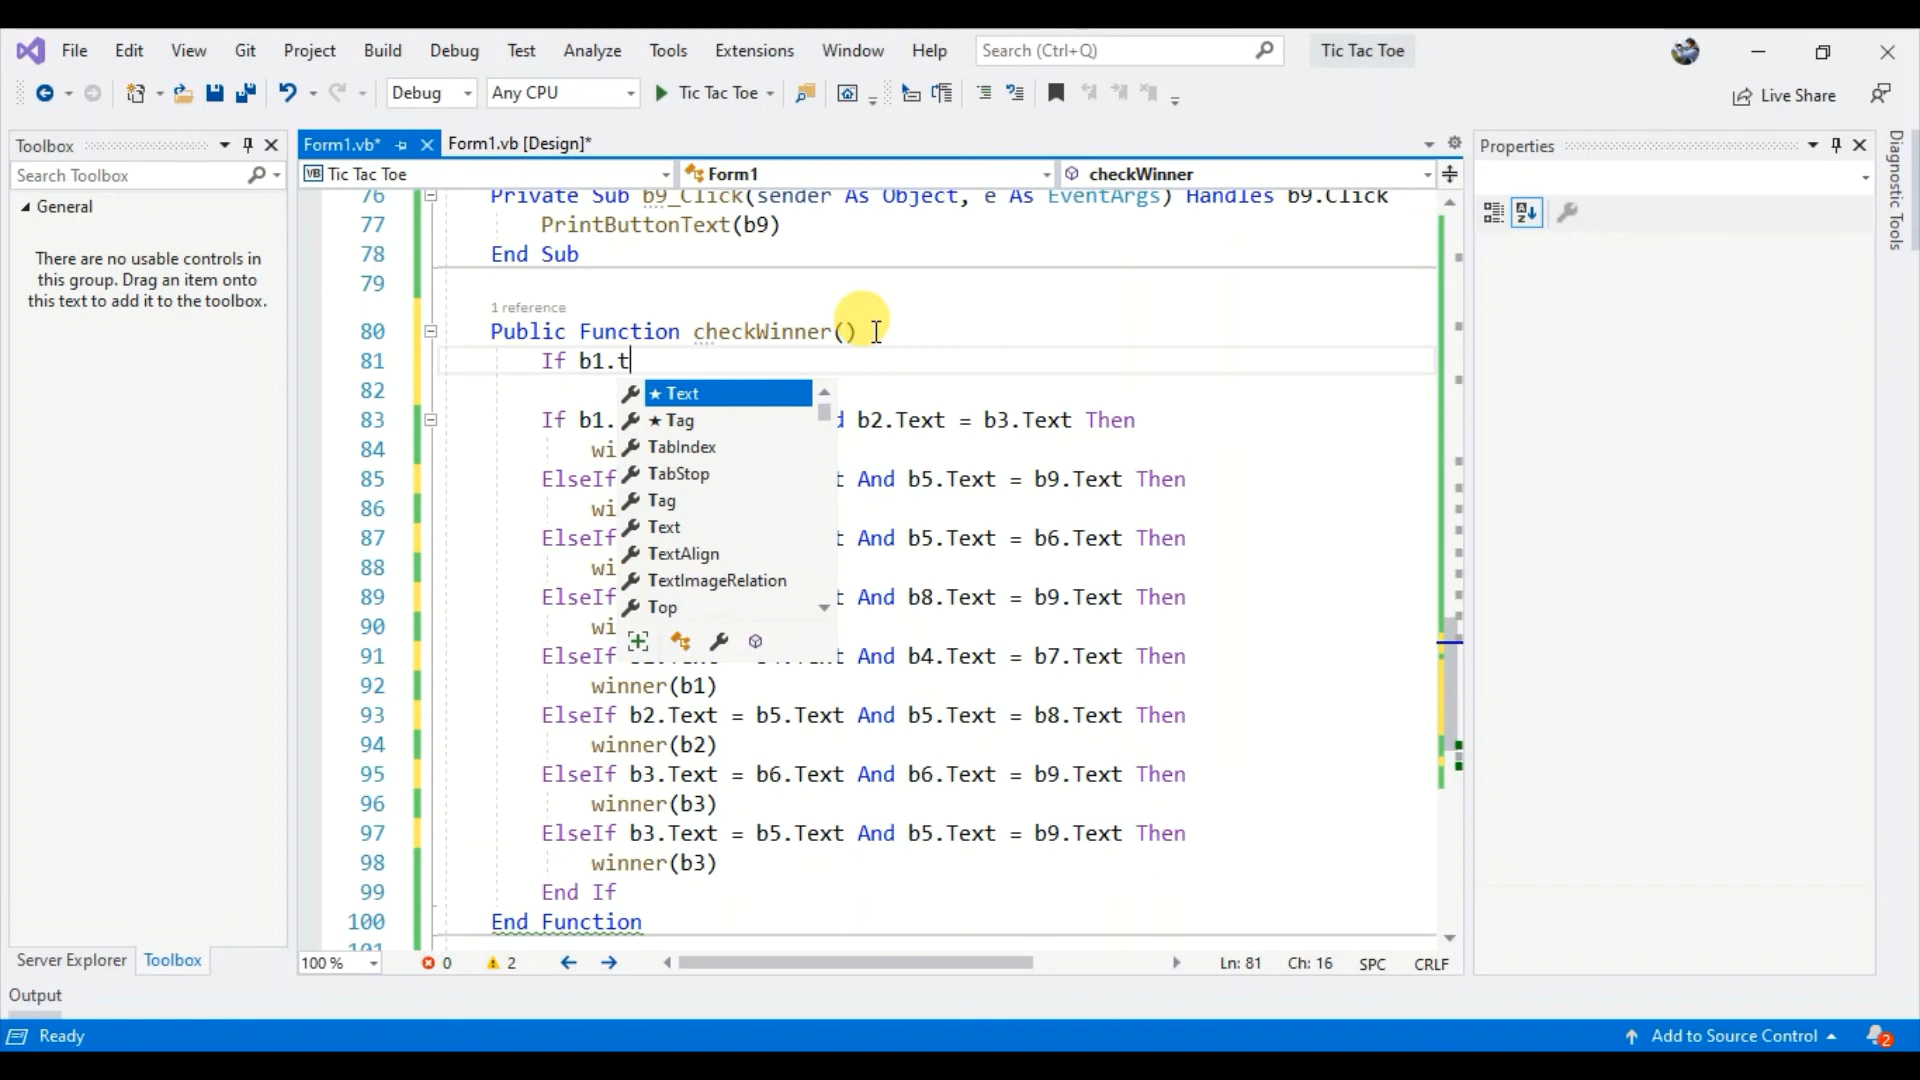 File Edit View Git Project Build Debug Test Analyze Tools Extensions Window Help Search (Ctrl+Q) Tic Tac Toe
Debug Any CPU Tic Tac Toe Live Share
Toolbox
Search Toolbox
General
There are no usable controls in
this group. Drag an item onto
this text to add it to the toolbox.
Server Explorer Toolbox
Form1.vb* Form1.vb [Design]*
VB Tic Tac Toe Form1 checkWinner
76 Private Sub b9_Click(sender As Object, e As EventArgs) Handles b9.Click
77 PrintButtonText(b9)
78 End Sub
79
1 reference
80 Public Function checkWinner()
81 If b1.t
82
83 If b1. d b2.Text = b3.Text Then
84 wi
85 ElseIf t And b5.Text = b9.Text Then
86 wi
87 ElseIf t And b5.Text = b6.Text Then
88 wi
89 ElseIf t And b8.Text = b9.Text Then
90 wi
91 ElseIf t And b4.Text = b7.Text Then
92 winner(b1)
93 ElseIf b2.Text = b5.Text And b5.Text = b8.Text Then
94 winner(b2)
95 ElseIf b3.Text = b6.Text And b6.Text = b9.Text Then
96 winner(b3)
97 ElseIf b3.Text = b5.Text And b5.Text = b9.Text Then
98 winner(b3)
99 End If
100 End Function
★ Text
★ Tag
TabIndex
TabStop
Tag
Text
TextAlign
TextImageRelation
Top
100 % 0 2 Ln: 81 Ch: 16 SPC CRLF
Properties
Diagnostic Tools
Output
Ready Add to Source Control 2